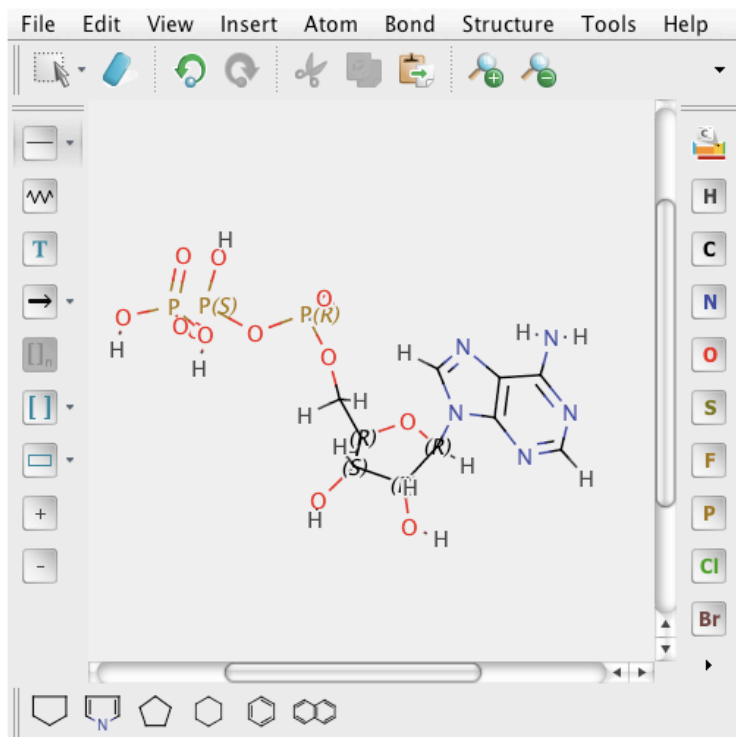 File Edit View Insert Atom Bond Structure Tools Help
C
H
C
T
N
[ ]n
O
[ ]
S
F
+
P
-
Cl
Br
H
O O
P P(S) P(R) O
O O O O
H H
O
H N H
H N
N N
H H
O
(R) (R)
H
(S) H
N
H
O H
H O H
N